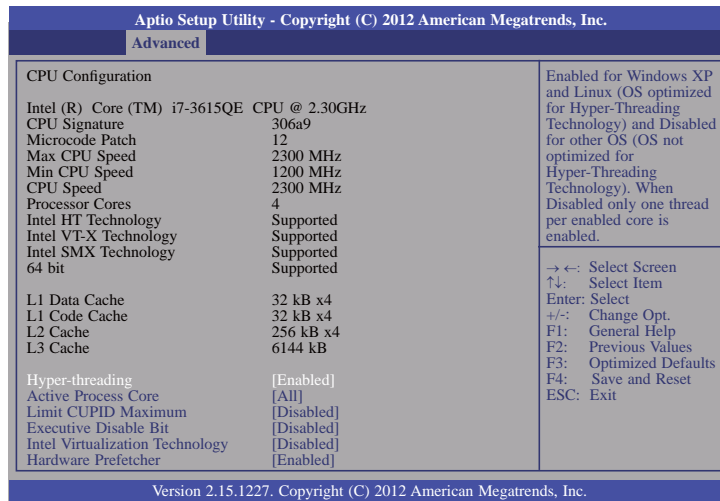 Aptio Setup Utility - Copyright (C) 2012 American Megatrends, Inc.
Advanced
CPU Configuration
Intel (R) Core (TM) i7-3615QE CPU @ 2.30GHz
CPU Signature 306a9
Microcode Patch 12
Max CPU Speed 2300 MHz
Min CPU Speed 1200 MHz
CPU Speed 2300 MHz
Processor Cores 4
Intel HT Technology Supported
Intel VT-X Technology Supported
Intel SMX Technology Supported
64 bit Supported
L1 Data Cache 32 kB x4
L1 Code Cache 32 kB x4
L2 Cache 256 kB x4
L3 Cache 6144 kB
Hyper-threading [Enabled]
Active Process Core [All]
Limit CUPID Maximum [Disabled]
Executive Disable Bit [Disabled]
Intel Virtualization Technology [Disabled]
Hardware Prefetcher [Enabled]
Enabled for Windows XP
and Linux (OS optimized
for Hyper-Threading
Technology) and Disabled
for other OS (OS not
optimized for
Hyper-Threading
Technology). When
Disabled only one thread
per enabled core is
enabled.
→←: Select Screen
↑↓: Select Item
Enter: Select
+/-: Change Opt.
F1: General Help
F2: Previous Values
F3: Optimized Defaults
F4: Save and Reset
ESC: Exit
Version 2.15.1227. Copyright (C) 2012 American Megatrends, Inc.